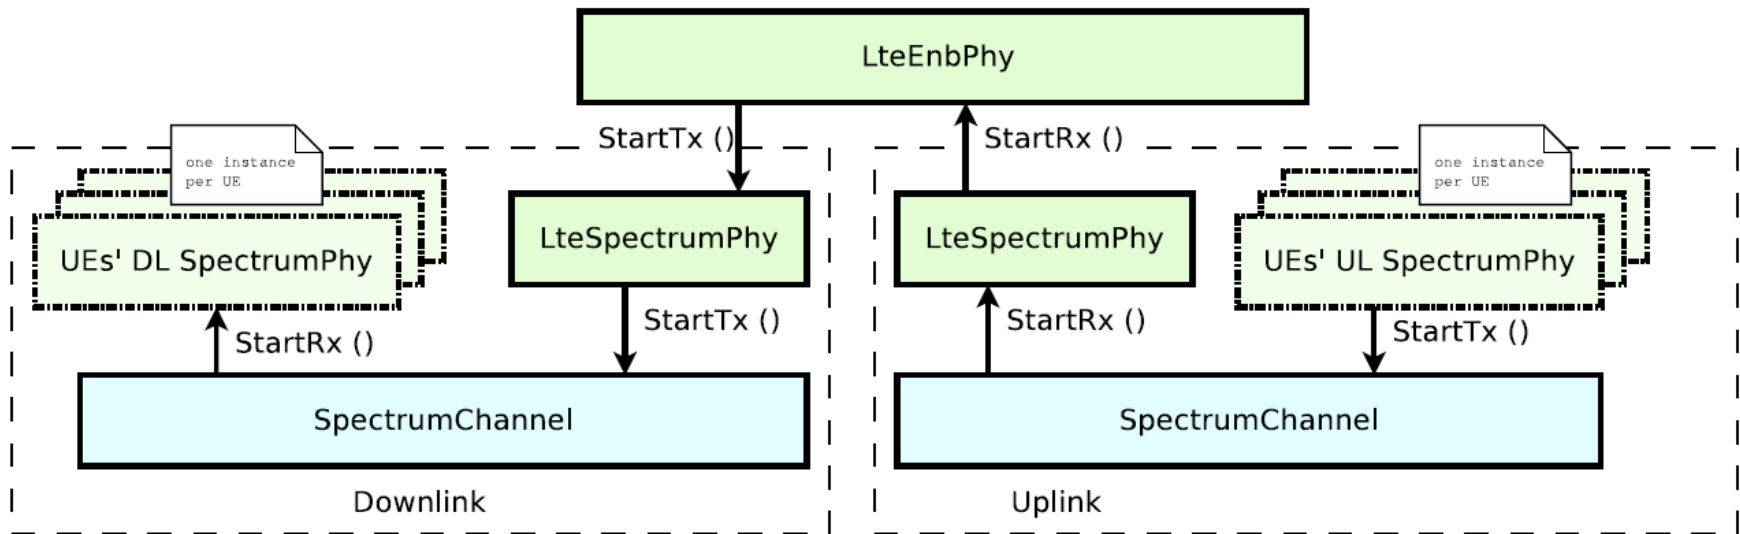 LteEnbPhy
StartTx ()
StartRx ()
one instance
per UE
one instance
per UE
UEs' DL SpectrumPhy
LteSpectrumPhy
LteSpectrumPhy
UEs' UL SpectrumPhy
StartRx ()
StartTx ()
StartRx ()
StartTx ()
SpectrumChannel
SpectrumChannel
Downlink
Uplink